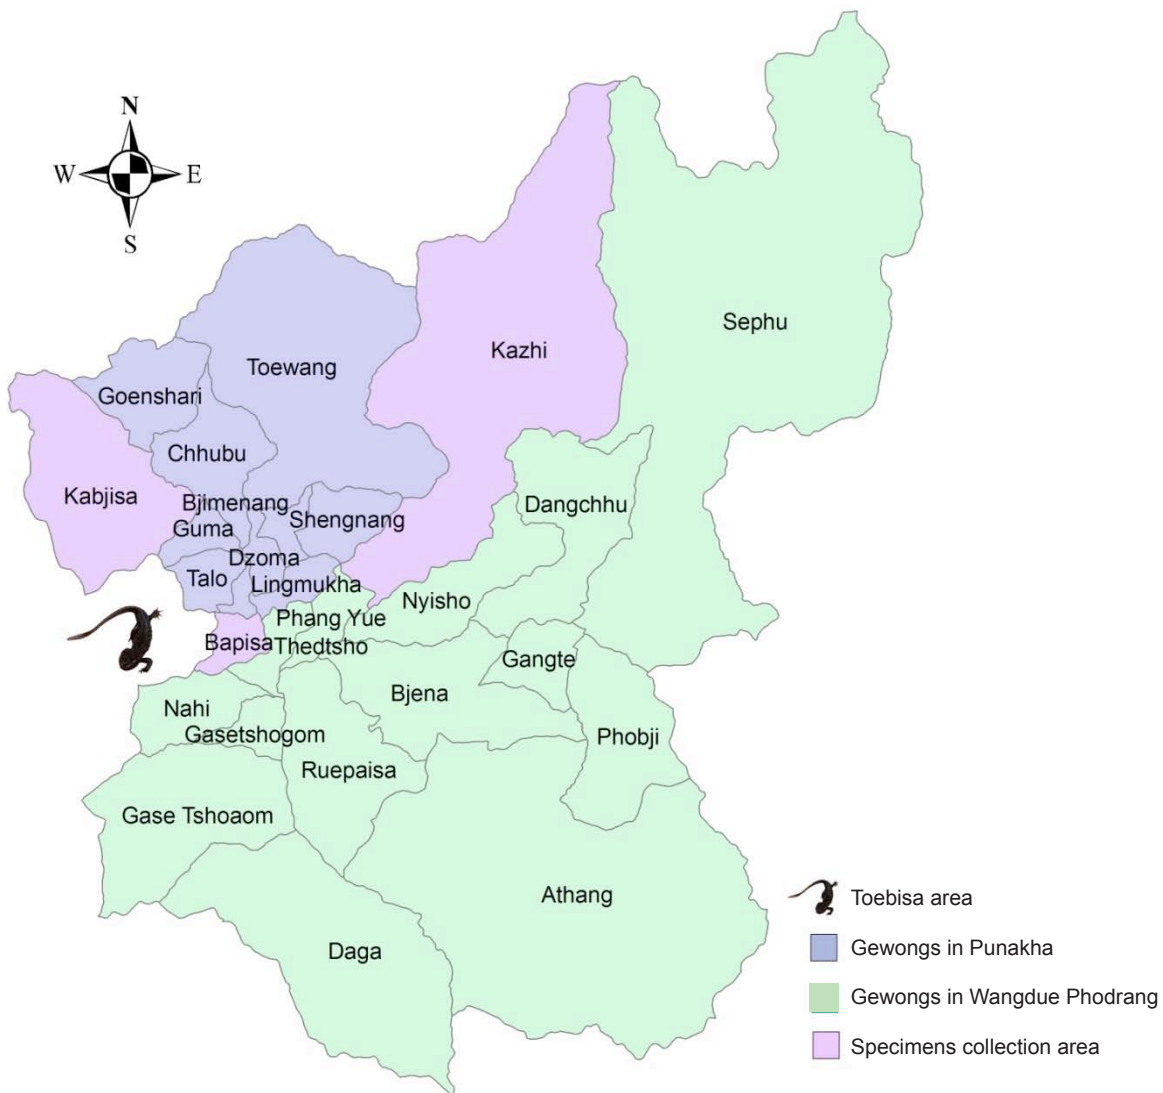 N
W E
S
Sephu
Kazhi
Toewang
Goenshari
Chhubu
Kabjisa
Bjimenang
Dangchhu
Shengnang
Guma
Dzoma
Talo
Lingmukha
Nyisho
Phang Yue
Bapisa
Thedtsho
Gangte
Bjena
Nahi
Gasetshogom
Phobji
Ruepaisa
Gase Tshoaom
Athang
Daga
Toebisa area
Gewongs in Punakha
Gewongs in Wangdue Phodrang
Specimens collection area